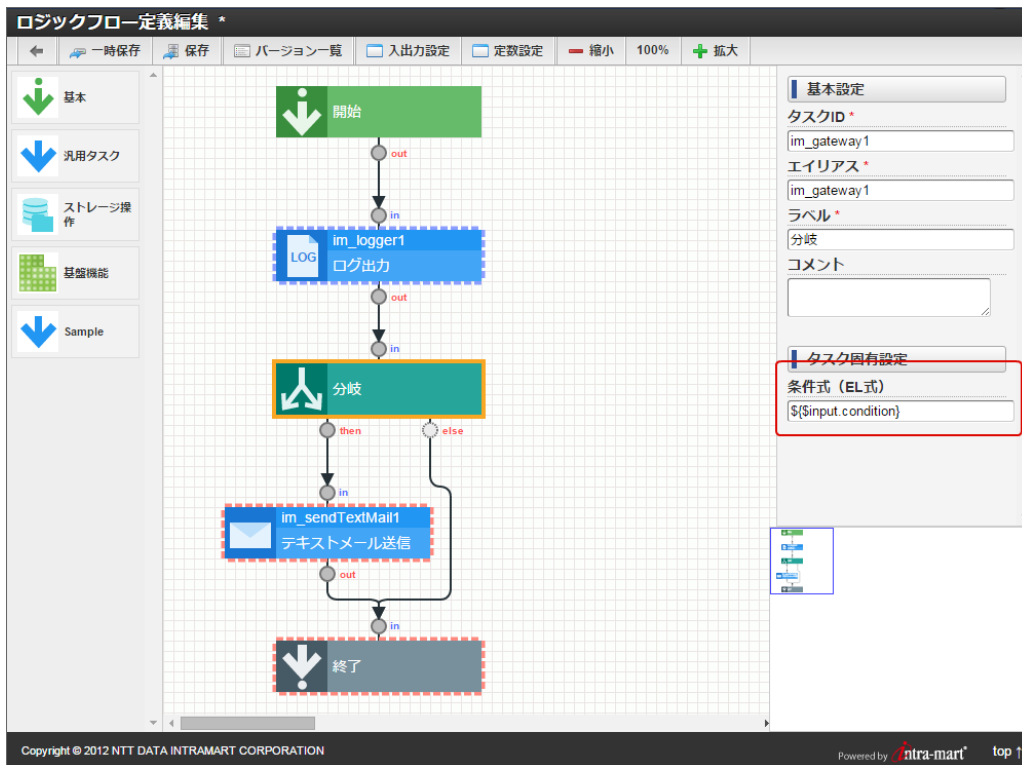 ロジックフロー定義編集 *
一時保存 保存 バージョン一覧 入出力設定 定数設定 縮小 100% 拡大
基本
汎用タスク
ストレージ操
作
基盤機能
Sample
開始
out
in
im_logger1
LOG
ログ出力
out
in
分岐
then else
in
im_sendTextMail1
テキストメール送信
out
in
終了
基本設定
タスクID *
im_gateway1
エイリアス *
im_gateway1
ラベル *
分岐
コメント
タスク固有設定
条件式（EL式）
${$input.condition}
Copyright © 2012 NTT DATA INTRAMART CORPORATION
Powered by intra-mart® top ↑